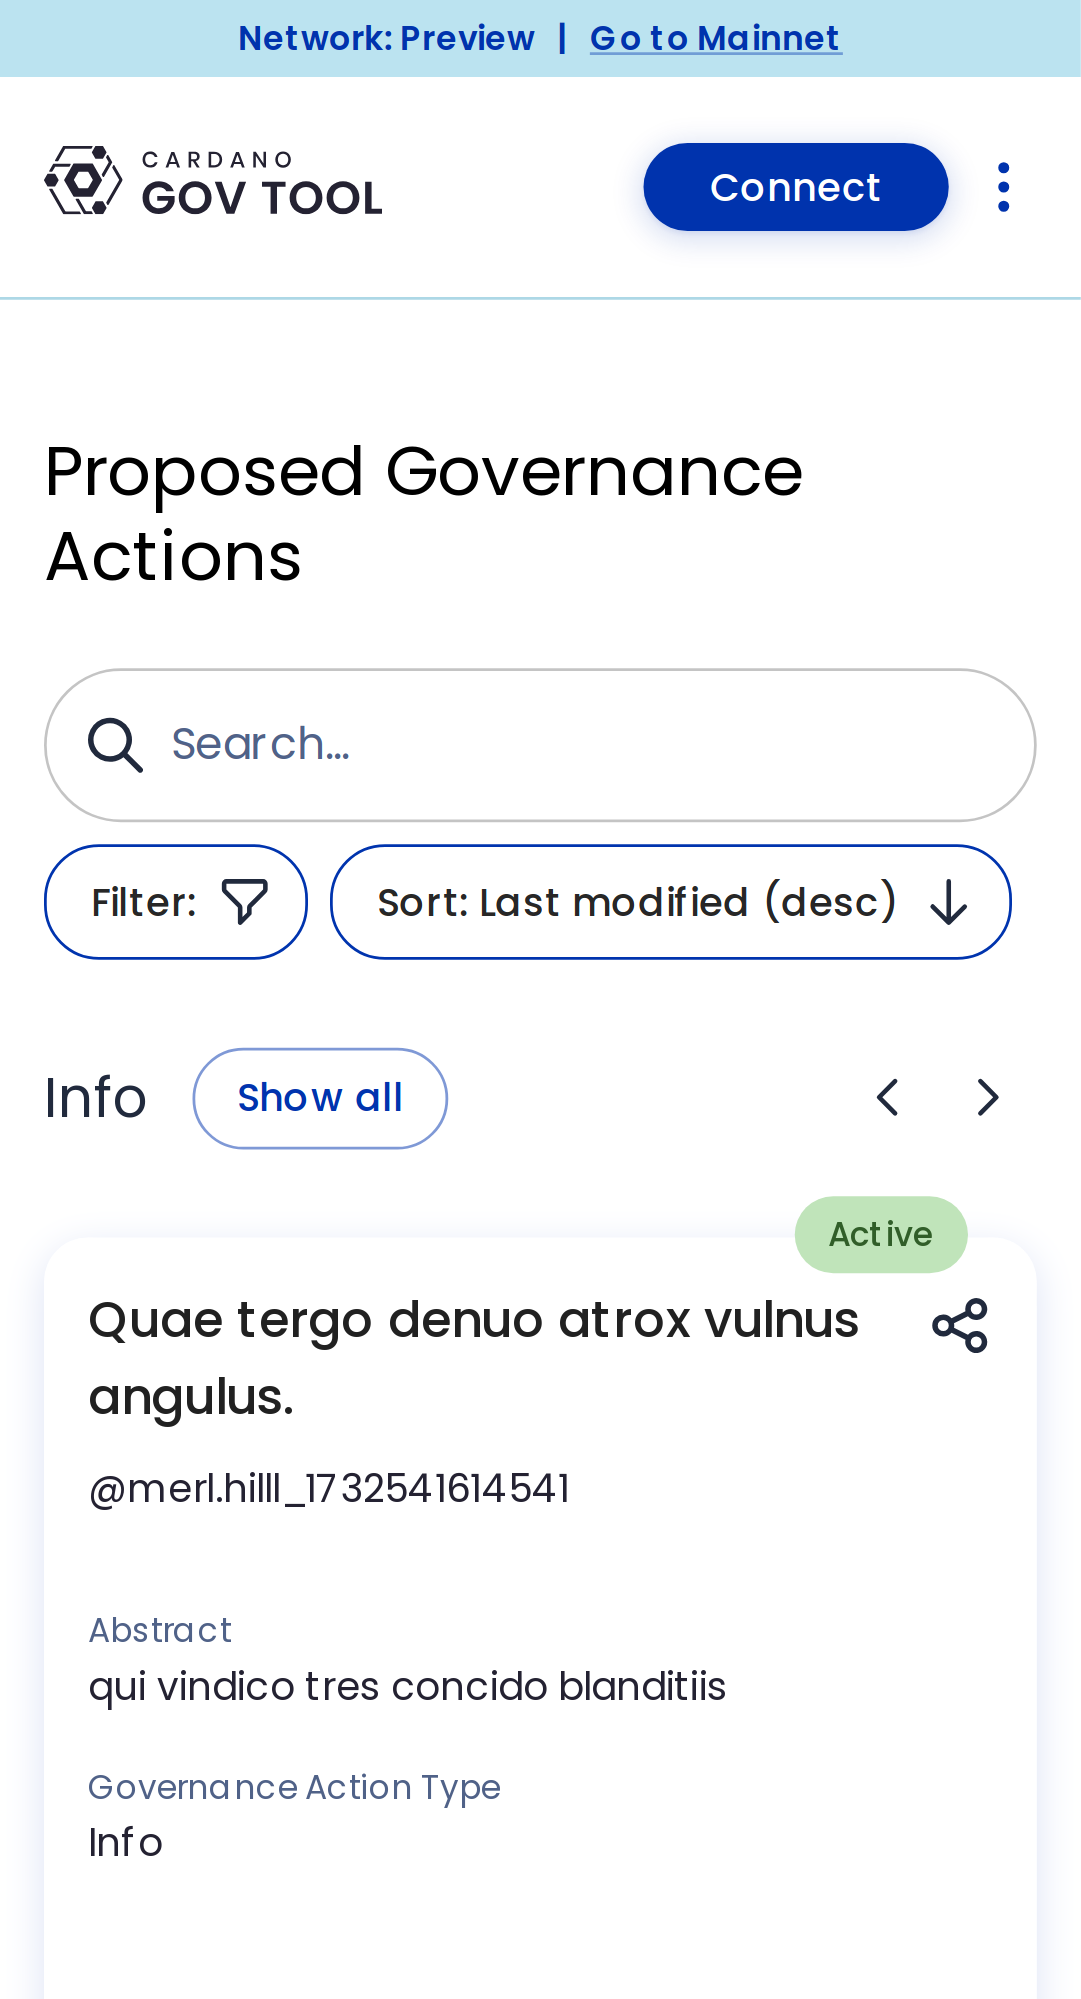 Network: Preview | Go to Mainnet
CARDANO
GOV TOOL
Connect
Proposed Governance
Actions
Search...
Filter:
Sort: Last modified (desc)
Info
Show all
Active
Quae tergo denuo atrox vulnus
angulus.
@merl.hilll_1732541614541
Abstract
qui vindico tres concido blanditiis
Governance Action Type
Info